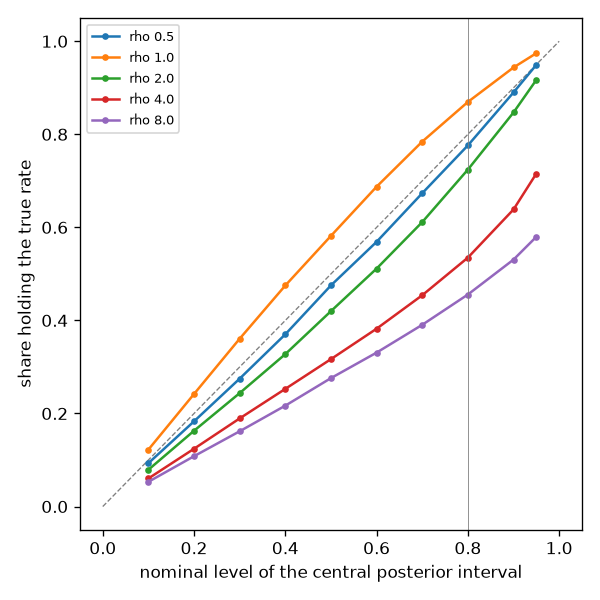 rho 0.5
rho 1.0
rho 2.0
rho 4.0
rho 8.0
share holding the true rate
1.0
0.8
0.6
0.4
0.2
0.0
0.0 0.2 0.4 0.6 0.8 1.0
nominal level of the central posterior interval